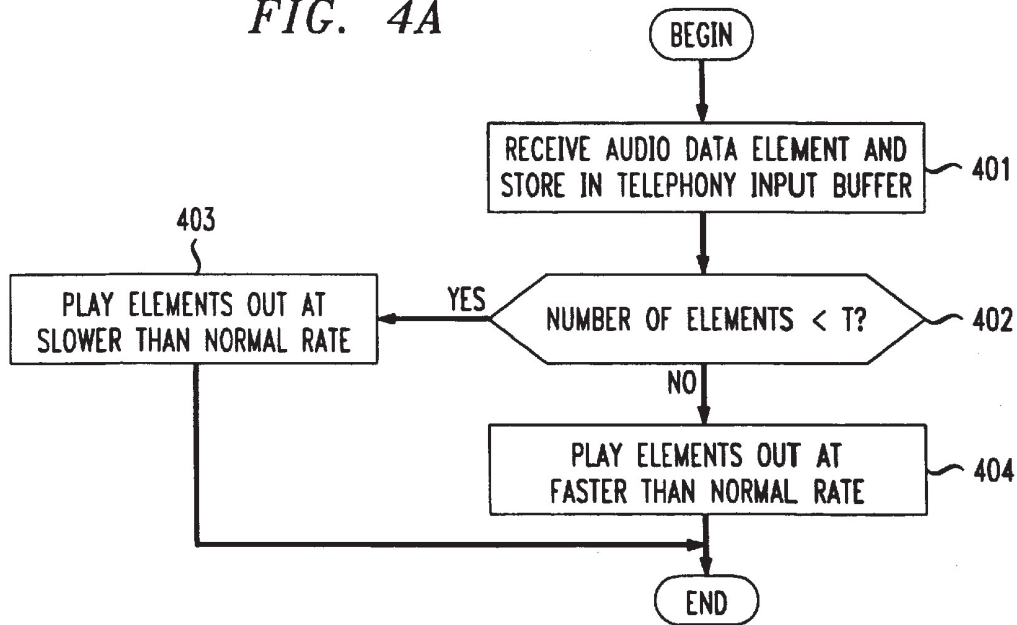 FIG. 4A
BEGIN
RECEIVE AUDIO DATA ELEMENT AND
STORE IN TELEPHONY INPUT BUFFER
401
403
PLAY ELEMENTS OUT AT
SLOWER THAN NORMAL RATE
YES
NUMBER OF ELEMENTS < T?
402
NO
PLAY ELEMENTS OUT AT
FASTER THAN NORMAL RATE
404
END